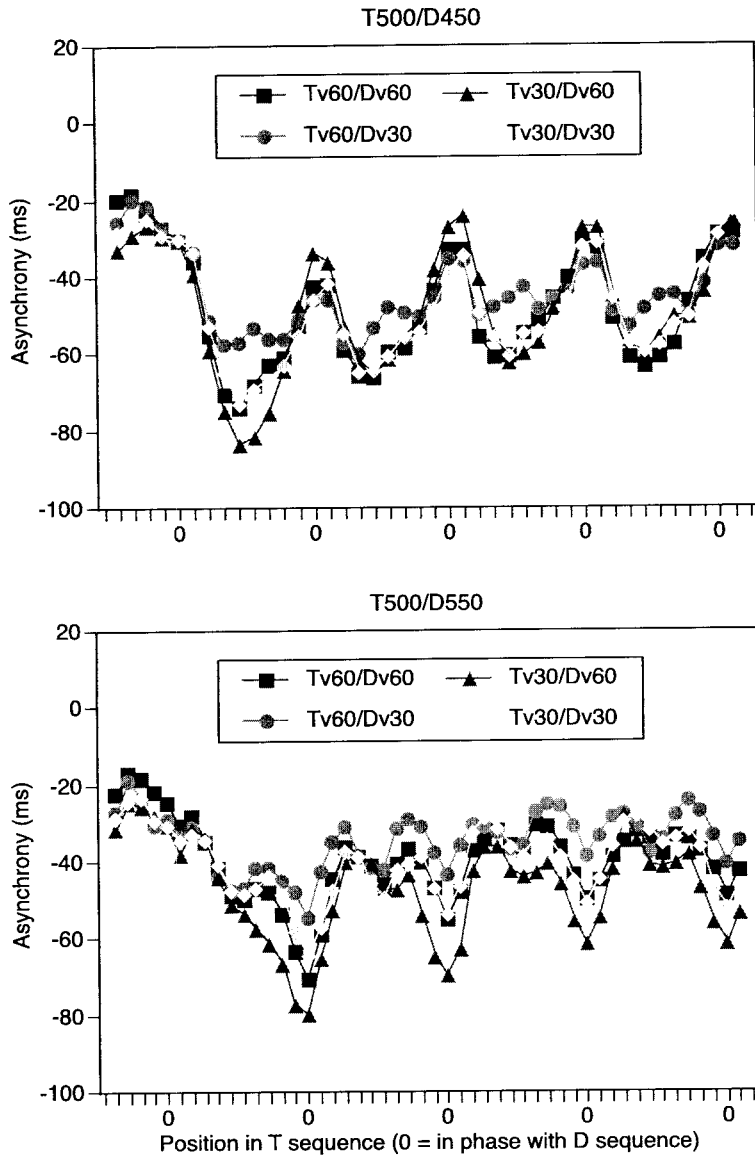 T500/D450
20
0
-20
-40
-60
-80
-100
Asynchrony (ms)
Tv60/Dv60
Tv30/Dv60
Tv60/Dv30
Tv30/Dv30
0 0 0 0 0
T500/D550
20
0
-20
-40
-60
-80
-100
Asynchrony (ms)
Tv60/Dv60
Tv30/Dv60
Tv60/Dv30
Tv30/Dv30
0 0 0 0 0
Position in T sequence (0 = in phase with D sequence)